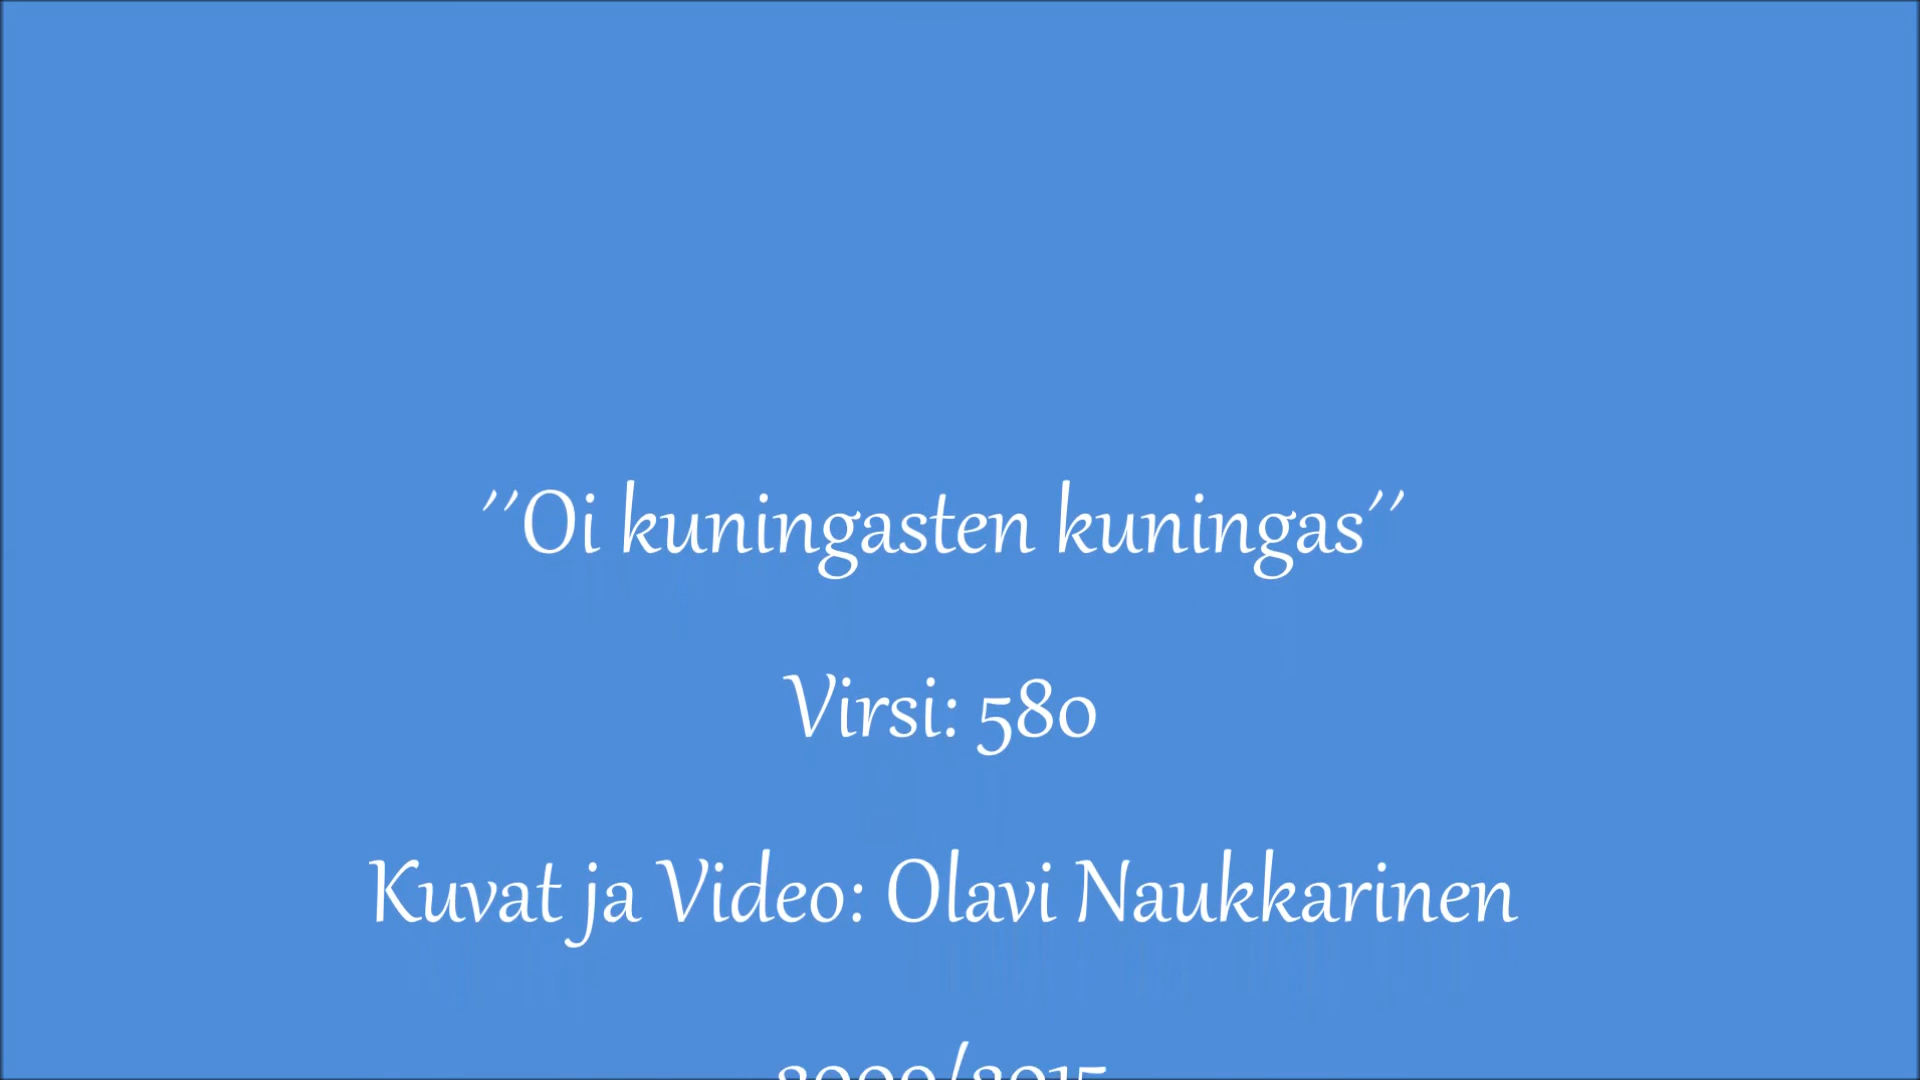 ´´Oi kuningasten kuningas´´
Virsi: 580
Kuvat ja Video: Olavi Naukkarinen